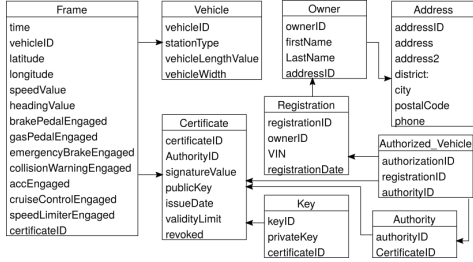 Frame
time
vehicleID
latitude
longitude
speedValue
headingValue
brakePedalEngaged
gasPedalEngaged
emergencyBrakeEngaged
collisionWarningEngaged
accEngaged
cruiseControlEngaged
speedLimiterEngaged
certificateID
Vehicle
vehicleID
stationType
vehicleLengthValue
vehicleWidth
Owner
ownerID
firstName
LastName
addressID
Address
addressID
address
address2
district:
city
postalCode
phone
Certificate
certificateID
AuthorityID
signatureValue
publicKey
issueDate
validityLimit
revoked
Registration
registrationID
ownerID
VIN
registrationDate
Authorized_Vehicle
authorizationID
registrationID
authorityID
Key
keyID
privateKey
certificateID
Authority
authorityID
CertificateID